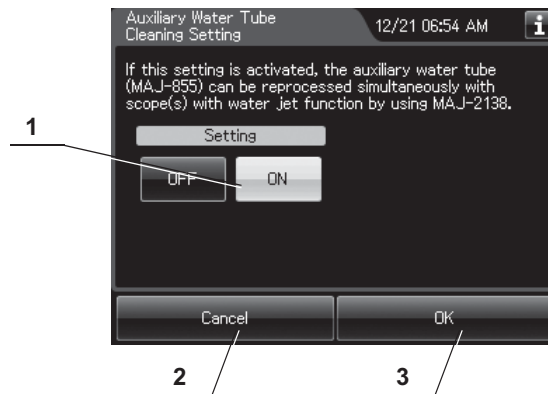 Auxiliary Water Tube
Cleaning Setting
12/21 06:54 AM
i
If this setting is activated, the auxiliary water tube
(MAJ-855) can be reprocessed simultaneously with
scope(s) with water jet function by using MAJ-2138.
1
Setting
OFF ON
Cancel OK
2 3